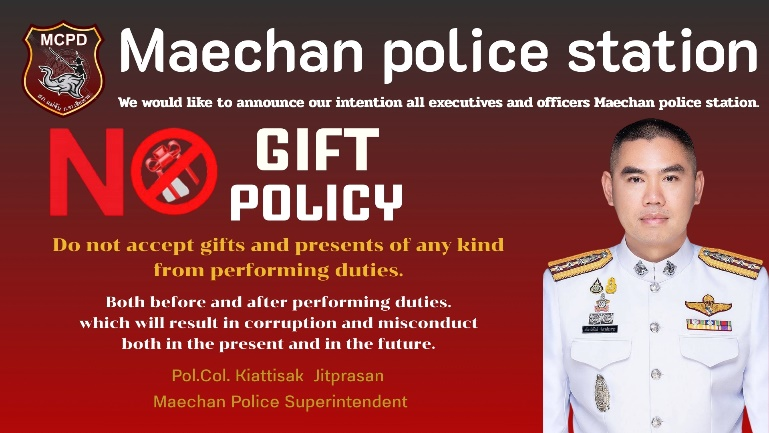 MCPD
Maechan police station
We would like to announce our intention all executives and officers Maechan police station.
NO GIFT
POLICY
Do not accept gifts and presents of any kind
from performing duties.
Both before and after performing duties.
which will result in corruption and misconduct
both in the present and in the future.
Pol.Col. Kiattisak Jitprasan
Maechan Police Superintendent